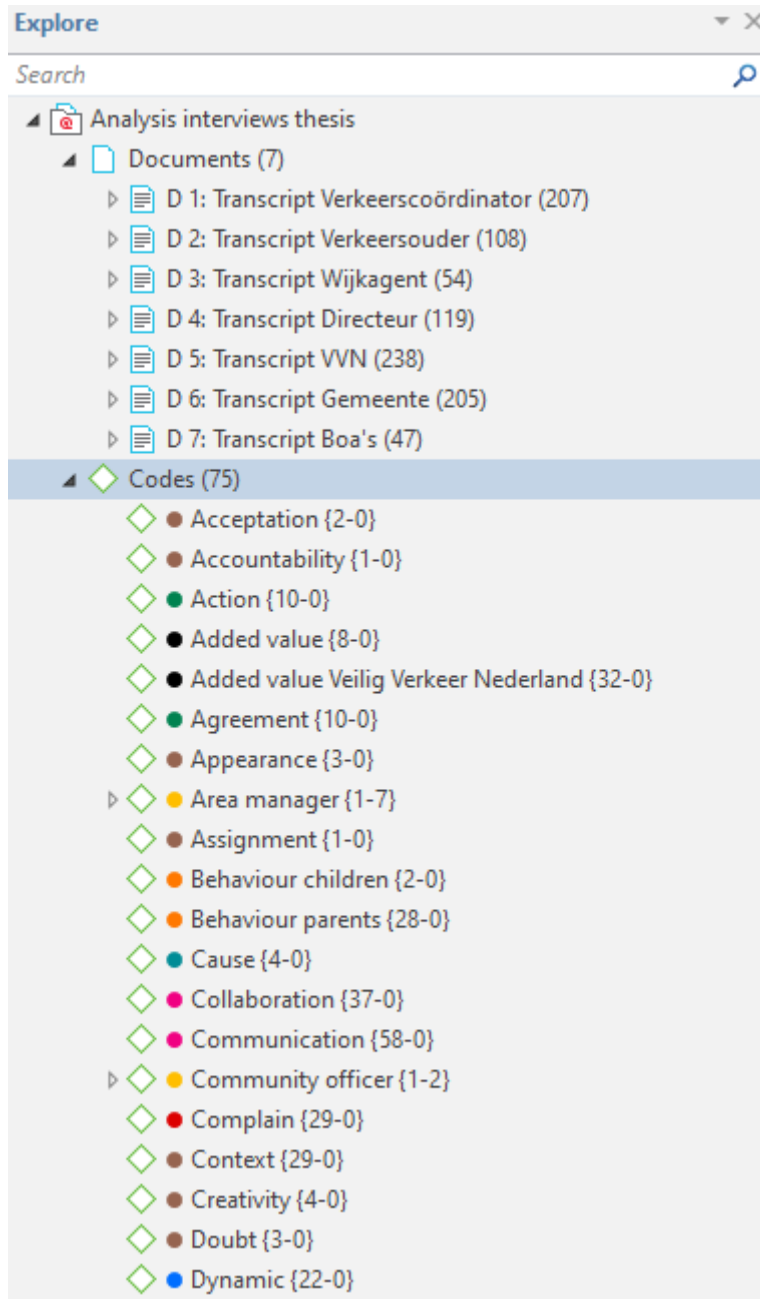 Explore
Search
Analysis interviews thesis
Documents (7)
D 1: Transcript Verkeerscoördinator (207)
D 2: Transcript Verkeersouder (108)
D 3: Transcript Wijkagent (54)
D 4: Transcript Directeur (119)
D 5: Transcript VVN (238)
D 6: Transcript Gemeente (205)
D 7: Transcript Boa's (47)
Codes (75)
Acceptation {2-0}
Accountability {1-0}
Action {10-0}
Added value {8-0}
Added value Veilig Verkeer Nederland {32-0}
Agreement {10-0}
Appearance {3-0}
Area manager {1-7}
Assignment {1-0}
Behaviour children {2-0}
Behaviour parents {28-0}
Cause {4-0}
Collaboration {37-0}
Communication {58-0}
Community officer {1-2}
Complain {29-0}
Context {29-0}
Creativity {4-0}
Doubt {3-0}
Dynamic {22-0}